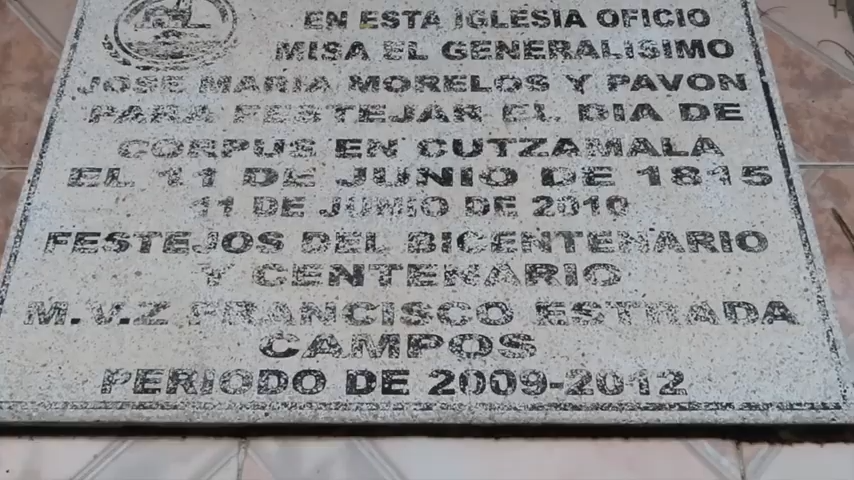 EN ESTA IGLESIA OFICIO
MISA EL GENERALISIMO
JOSE MARIA MORELOS Y PAVON
PARA FESTEJAR EL DIA DE
CORPUS EN CUTZAMALA
EL 11 DE JUNIO DE 1815
11 DE JUNIO DE 2010
FESTEJOS DEL BICENTENARIO
Y CENTENARIO
M.V.Z FRANCISCO ESTRADA
CAMPOS
PERIODO DE 2009-2012